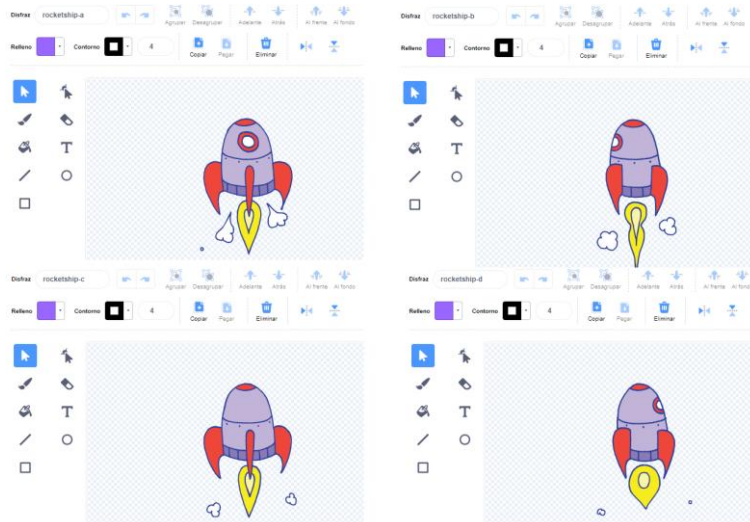 Disfraz rocketship-a Agrupar Desagrupar Adelante Atrás Al frente Al fondo
Relleno Contorno 4 Copiar Pegar Eliminar
T
Disfraz rocketship-b Agrupar Desagrupar Adelante Atrás Al frente Al fondo
Relleno Contorno 4 Copiar Pegar Eliminar
T
Disfraz rocketship-c Agrupar Desagrupar Adelante Atrás Al frente Al fondo
Relleno Contorno 4 Copiar Pegar Eliminar
T
Disfraz rocketship-d Agrupar Desagrupar Adelante Atrás Al frente Al fondo
Relleno Contorno 4 Copiar Pegar Eliminar
T